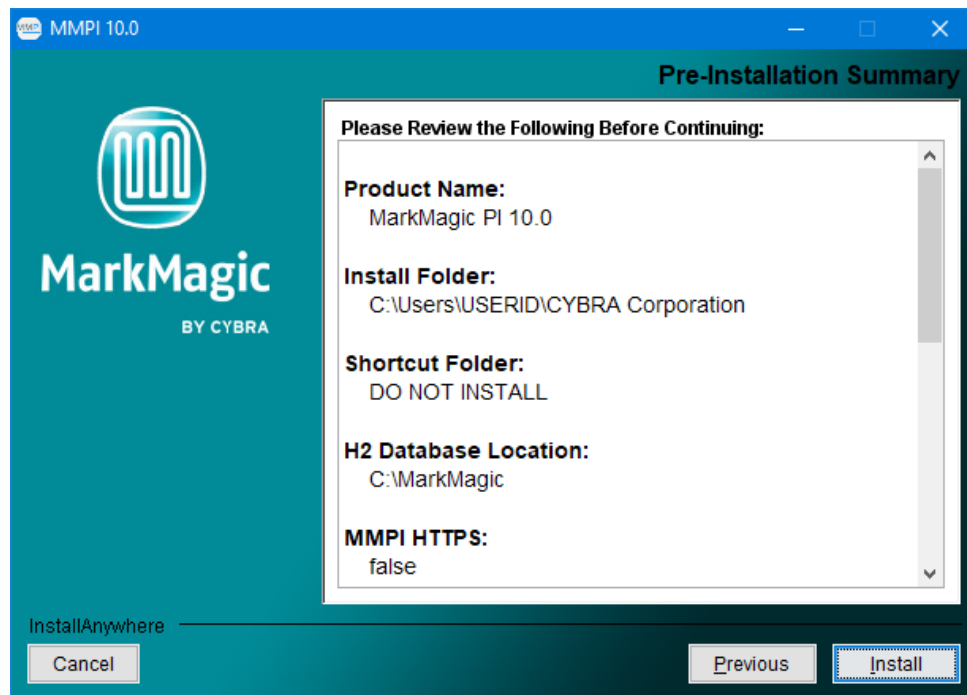 MMPI
MMPI 10.0
Pre-Installation Summary
MarkMagic
BY CYBRA
Please Review the Following Before Continuing:
Product Name:
MarkMagic PI 10.0
Install Folder:
C:\Users\USERID\CYBRA Corporation
Shortcut Folder:
DO NOT INSTALL
H2 Database Location:
C:\MarkMagic
MMPI HTTPS:
false
InstallAnywhere
Cancel
Previous
Install